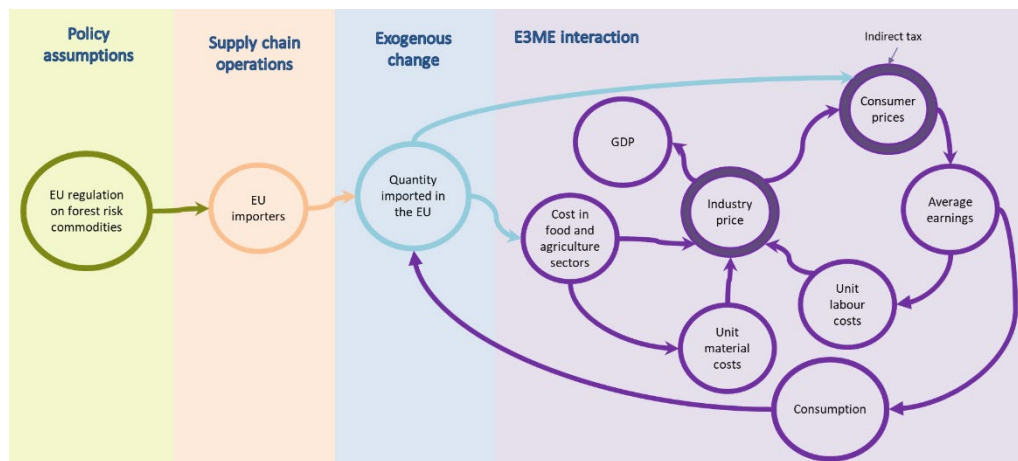 Policy
assumptions
Supply chain
operations
Exogenous
change
E3ME interaction
Indirect tax
Consumer
prices
GDP
EU regulation
on forest risk
commodities
EU
importers
Quantity
imported in
the EU
Cost in
food and
agriculture
sectors
Industry
price
Average
earnings
Unit
labour
costs
Unit
material
costs
Consumption